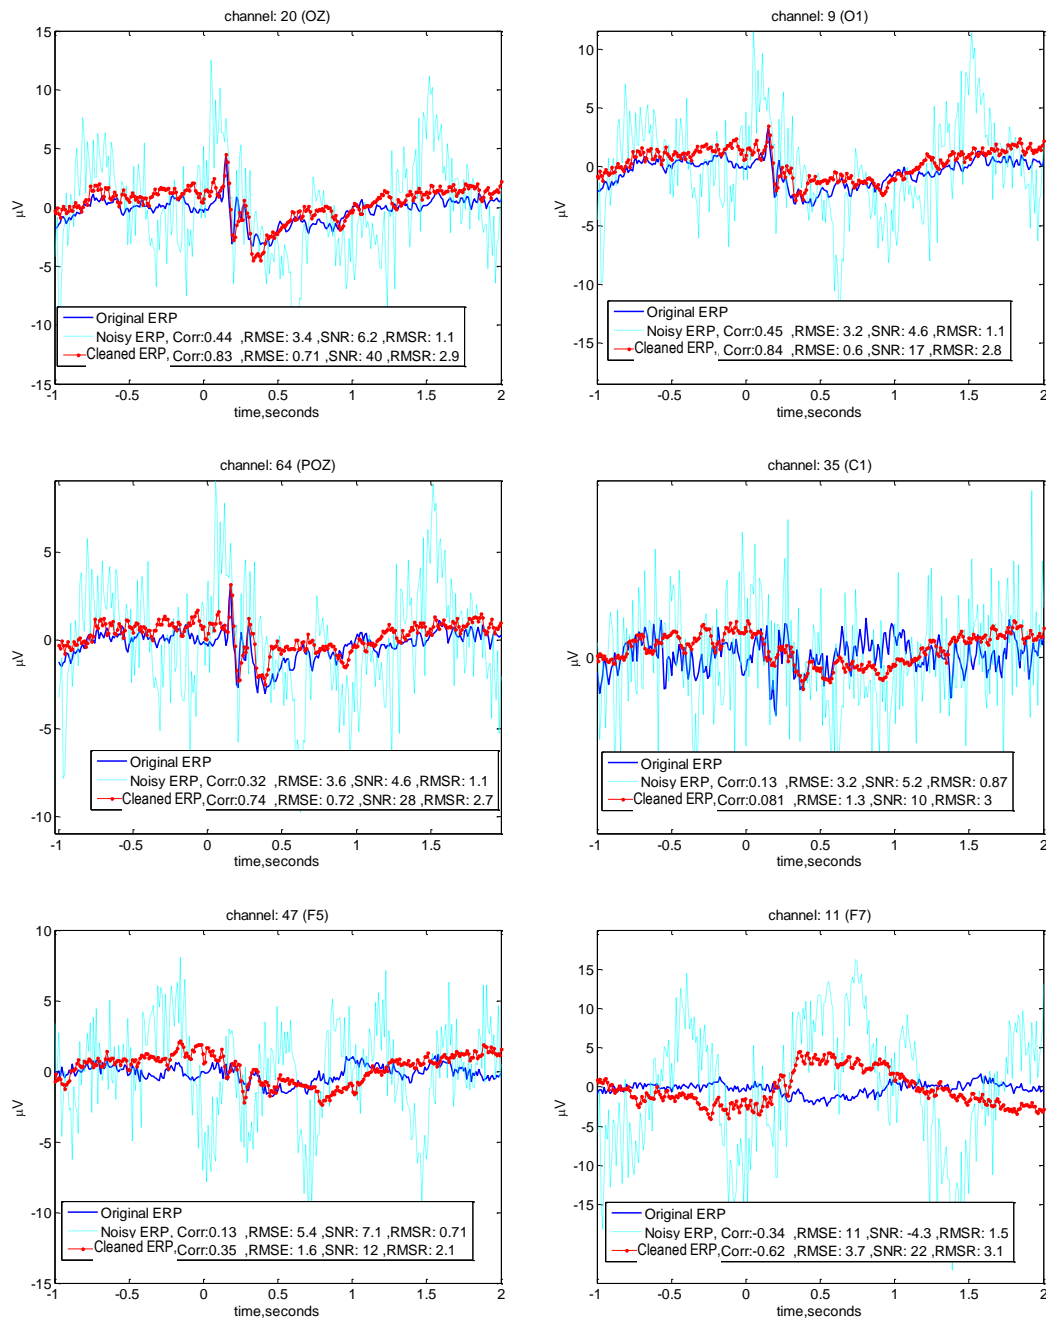 channel: 20 (OZ)
15
10
5
0
-5
-10
-15
µV
Original ERP
Noisy ERP, Corr:0.44 ,RMSE: 3.4 ,SNR: 6.2 ,RMSR: 1.1
Cleaned ERP, Corr:0.83 ,RMSE: 0.71 ,SNR: 40 ,RMSR: 2.9
-1 -0.5 0 0.5 1 1.5 2
time,seconds
channel: 9 (O1)
10
5
0
-5
-10
-15
µV
Original ERP
Noisy ERP, Corr:0.45 ,RMSE: 3.2 ,SNR: 4.6 ,RMSR: 1.1
Cleaned ERP, Corr:0.84 ,RMSE: 0.6 ,SNR: 17 ,RMSR: 2.8
-1 -0.5 0 0.5 1 1.5 2
time,seconds
channel: 64 (POZ)
5
0
-5
-10
µV
Original ERP
Noisy ERP, Corr:0.32 ,RMSE: 3.6 ,SNR: 4.6 ,RMSR: 1.1
Cleaned ERP, Corr:0.74 ,RMSE: 0.72 ,SNR: 28 ,RMSR: 2.7
-1 -0.5 0 0.5 1 1.5
time,seconds
channel: 35 (C1)
0
µV
Original ERP
Noisy ERP, Corr:0.13 ,RMSE: 3.2 ,SNR: 5.2 ,RMSR: 0.87
Cleaned ERP, Corr:0.081 ,RMSE: 1.3 ,SNR: 10 ,RMSR: 3
-1 -0.5 0 0.5 1 1.5 2
time,seconds
channel: 47 (F5)
10
5
0
-5
-10
-15
µV
Original ERP
Noisy ERP, Corr:0.13 ,RMSE: 5.4 ,SNR: 7.1 ,RMSR: 0.71
Cleaned ERP, Corr:0.35 ,RMSE: 1.6 ,SNR: 12 ,RMSR: 2.1
-1 -0.5 0 0.5 1 1.5 2
time,seconds
channel: 11 (F7)
15
10
5
0
-5
-10
-15
µV
Original ERP
Noisy ERP, Corr:-0.34 ,RMSE: 11 ,SNR: -4.3 ,RMSR: 1.5
Cleaned ERP, Corr:-0.62 ,RMSE: 3.7 ,SNR: 22 ,RMSR: 3.1
-1 -0.5 0 0.5 1 1.5 2
time,seconds